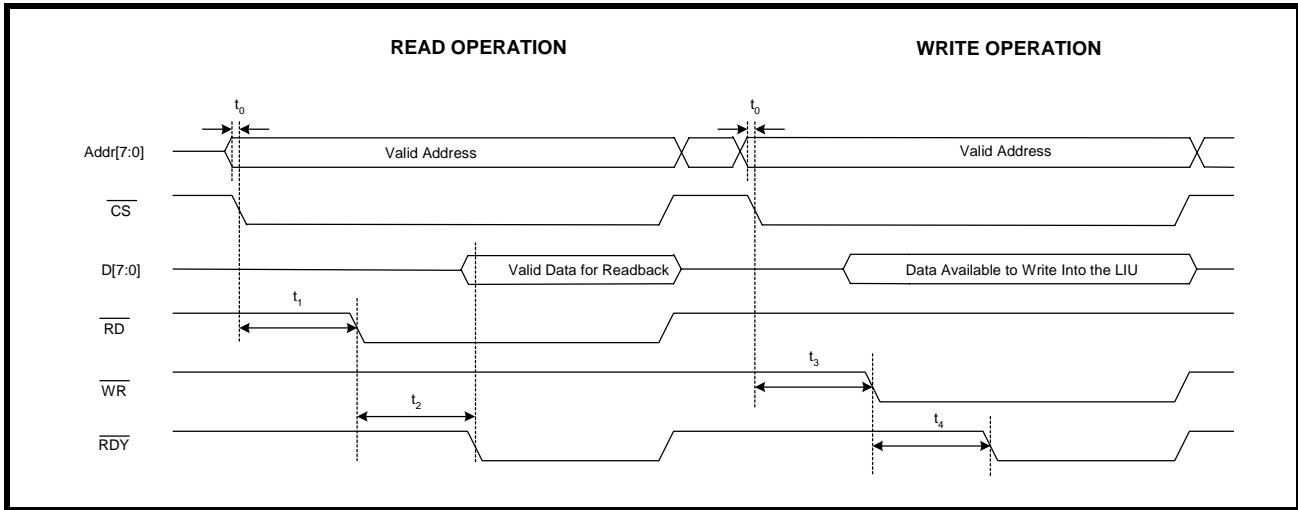 READ OPERATION WRITE OPERATION
t0 t0
Addr[7:0] Valid Address Valid Address
CS
D[7:0] Valid Data for Readback Data Available to Write Into the LIU
t1
RD
t3
WR
t2 t4
RDY